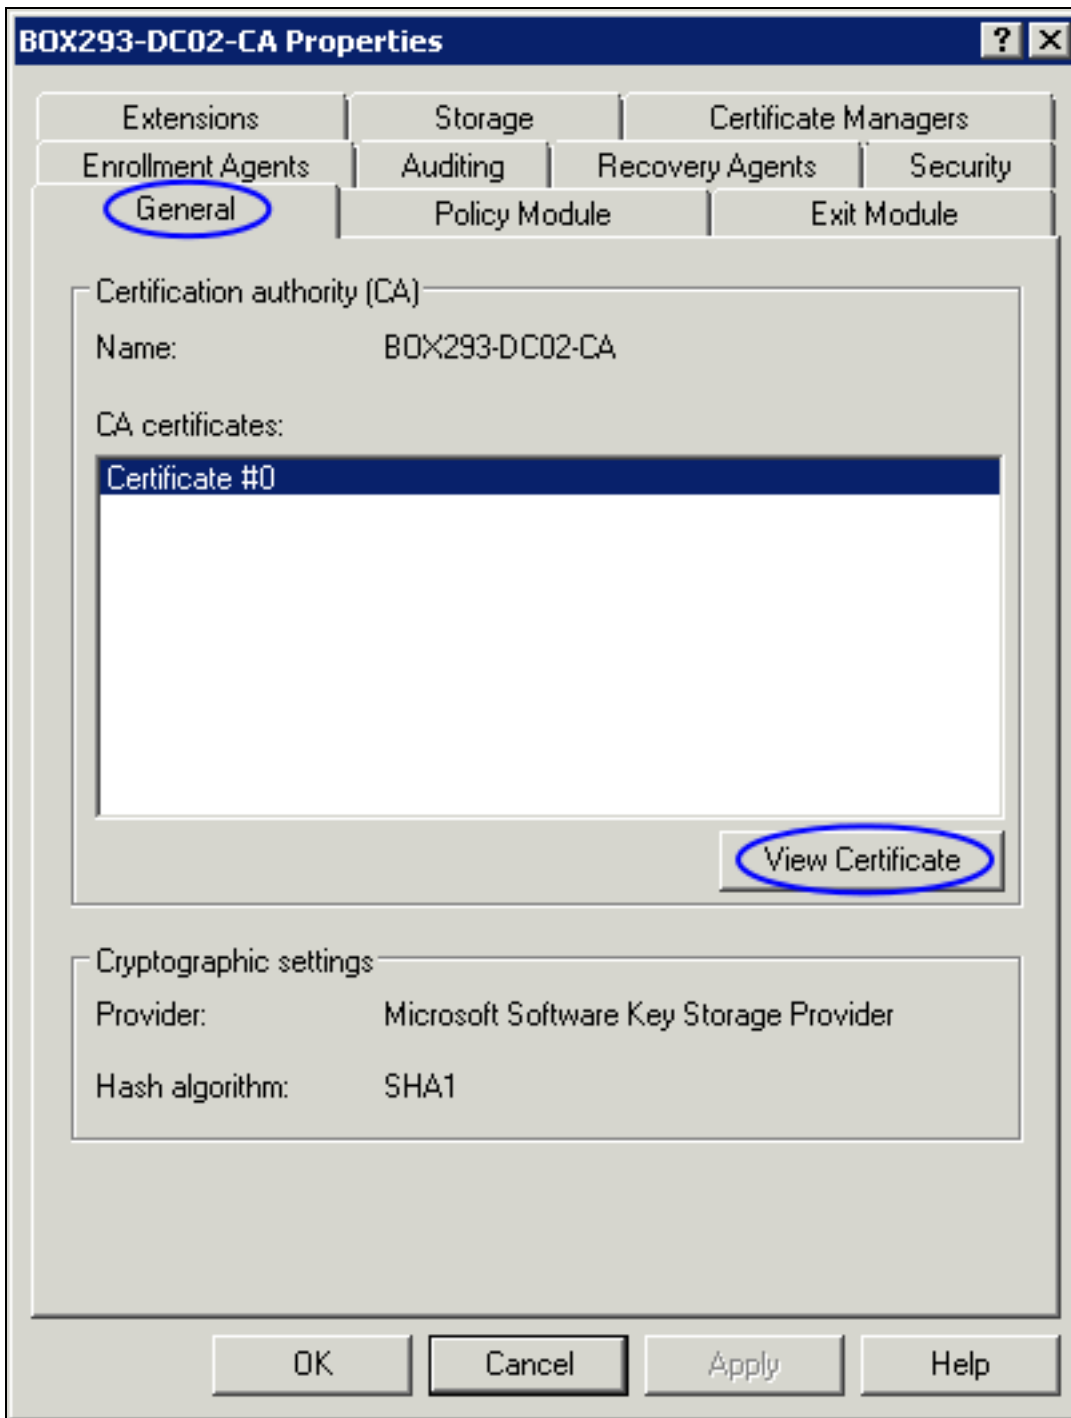 BOX293-DC02-CA Properties
Extensions Storage Certificate Managers
Enrollment Agents Auditing Recovery Agents Security
General Policy Module Exit Module
Certification authority (CA)
Name: BOX293-DC02-CA
CA certificates:
Certificate #0
View Certificate
Cryptographic settings
Provider: Microsoft Software Key Storage Provider
Hash algorithm: SHA1
OK Cancel Apply Help